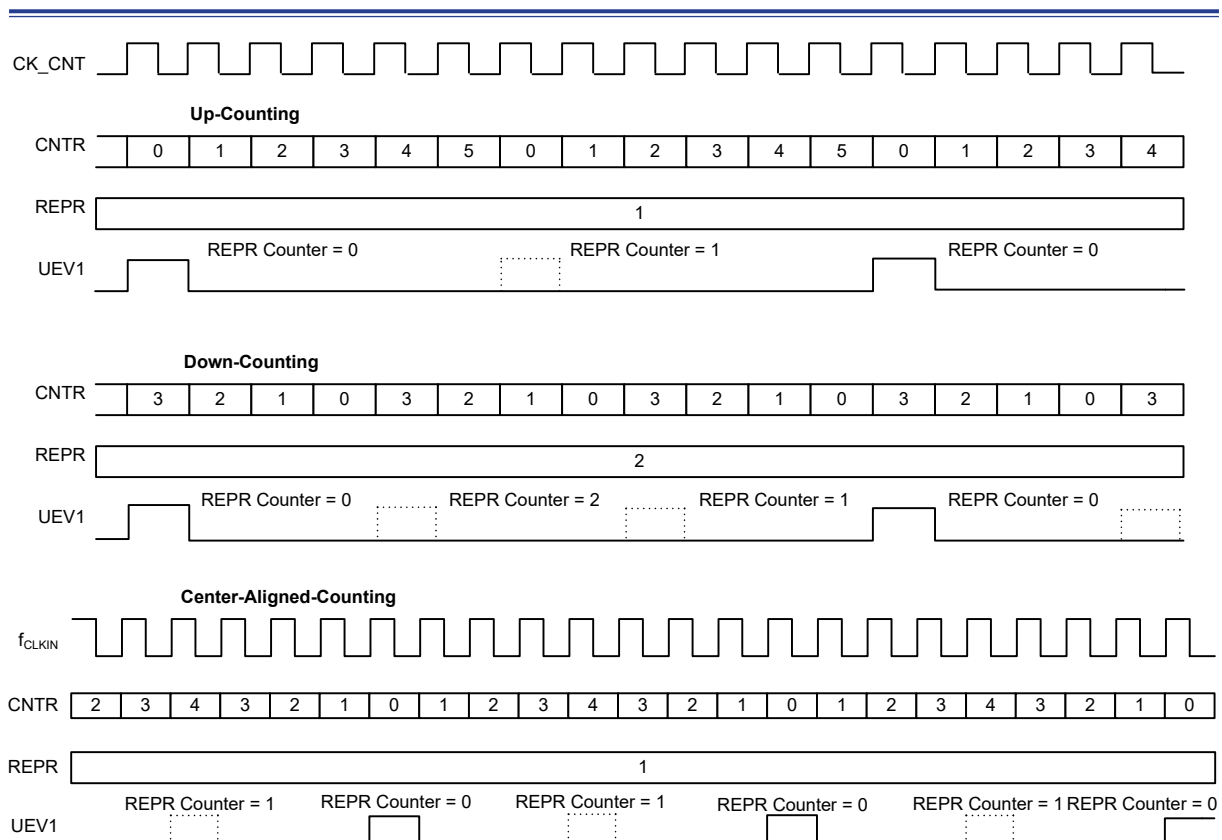 CK_CNT
Up-Counting
CNTR 0 1 2 3 4 5 0 1 2 3 4 5 0 1 2 3 4
REPR 1
REPR Counter = 0 REPR Counter = 1 REPR Counter = 0
UEV1
Down-Counting
CNTR 3 2 1 0 3 2 1 0 3 2 1 0 3 2 1 0 3
REPR 2
REPR Counter = 0 REPR Counter = 2 REPR Counter = 1 REPR Counter = 0
UEV1
Center-Aligned-Counting
fCLKIN
CNTR 2 3 4 3 2 1 0 1 2 3 4 3 2 1 0 1 2 3 4 3 2 1 0
REPR 1
REPR Counter = 1 REPR Counter = 0 REPR Counter = 1 REPR Counter = 0 REPR Counter = 1 REPR Counter = 0
UEV1